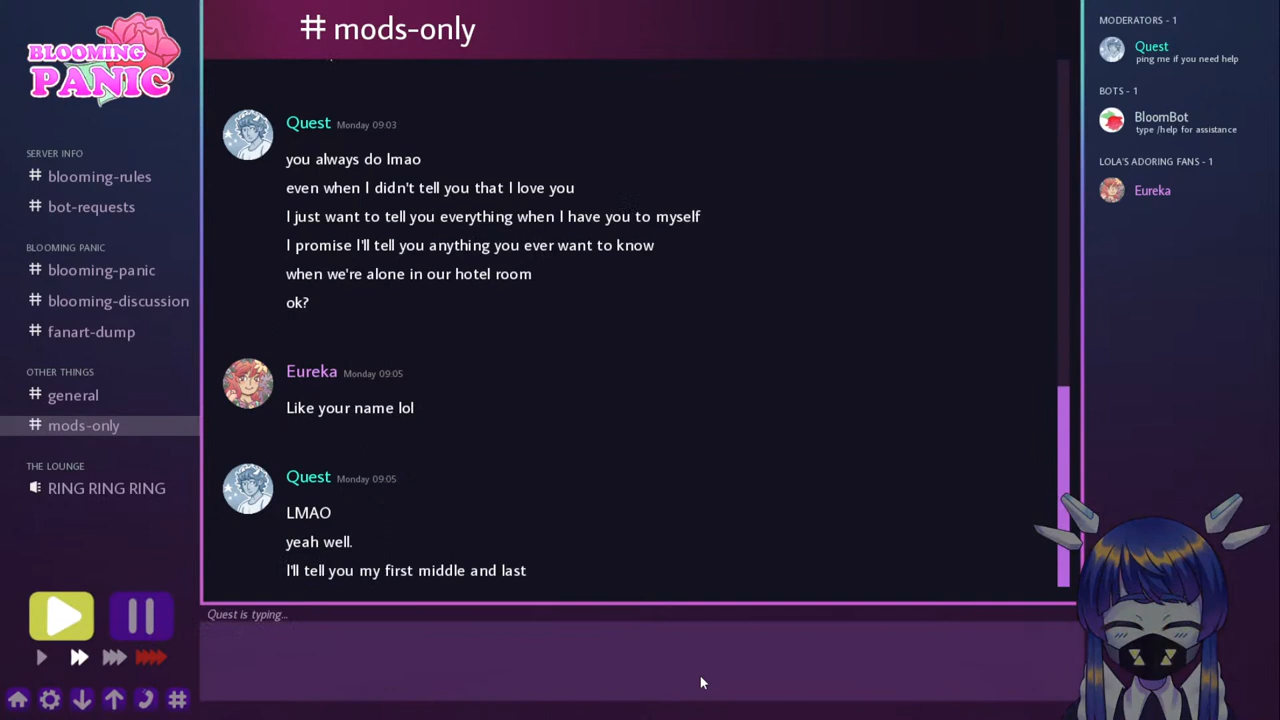 BLOOMING
PANIC
SERVER INFO
# blooming-rules
# bot-requests
BLOOMING PANIC
# blooming-panic
# blooming-discussion
# fanart-dump
OTHER THINGS
# general
# mods-only
THE LOUNGE
RING RING RING
# mods-only
Quest Monday 09:03
you always do lmao
even when I didn't tell you that I love you
I just want to tell you everything when I have you to myself
I promise I'll tell you anything you ever want to know
when we're alone in our hotel room
ok?
Eureka Monday 09:05
Like your name lol
Quest Monday 09:05
LMAO
yeah well.
I'll tell you my first middle and last
Quest is typing...
MODERATORS - 1
Quest
ping me if you need help
BOTS - 1
BloomBot
type /help for assistance
LOLA'S ADORING FANS - 1
Eureka